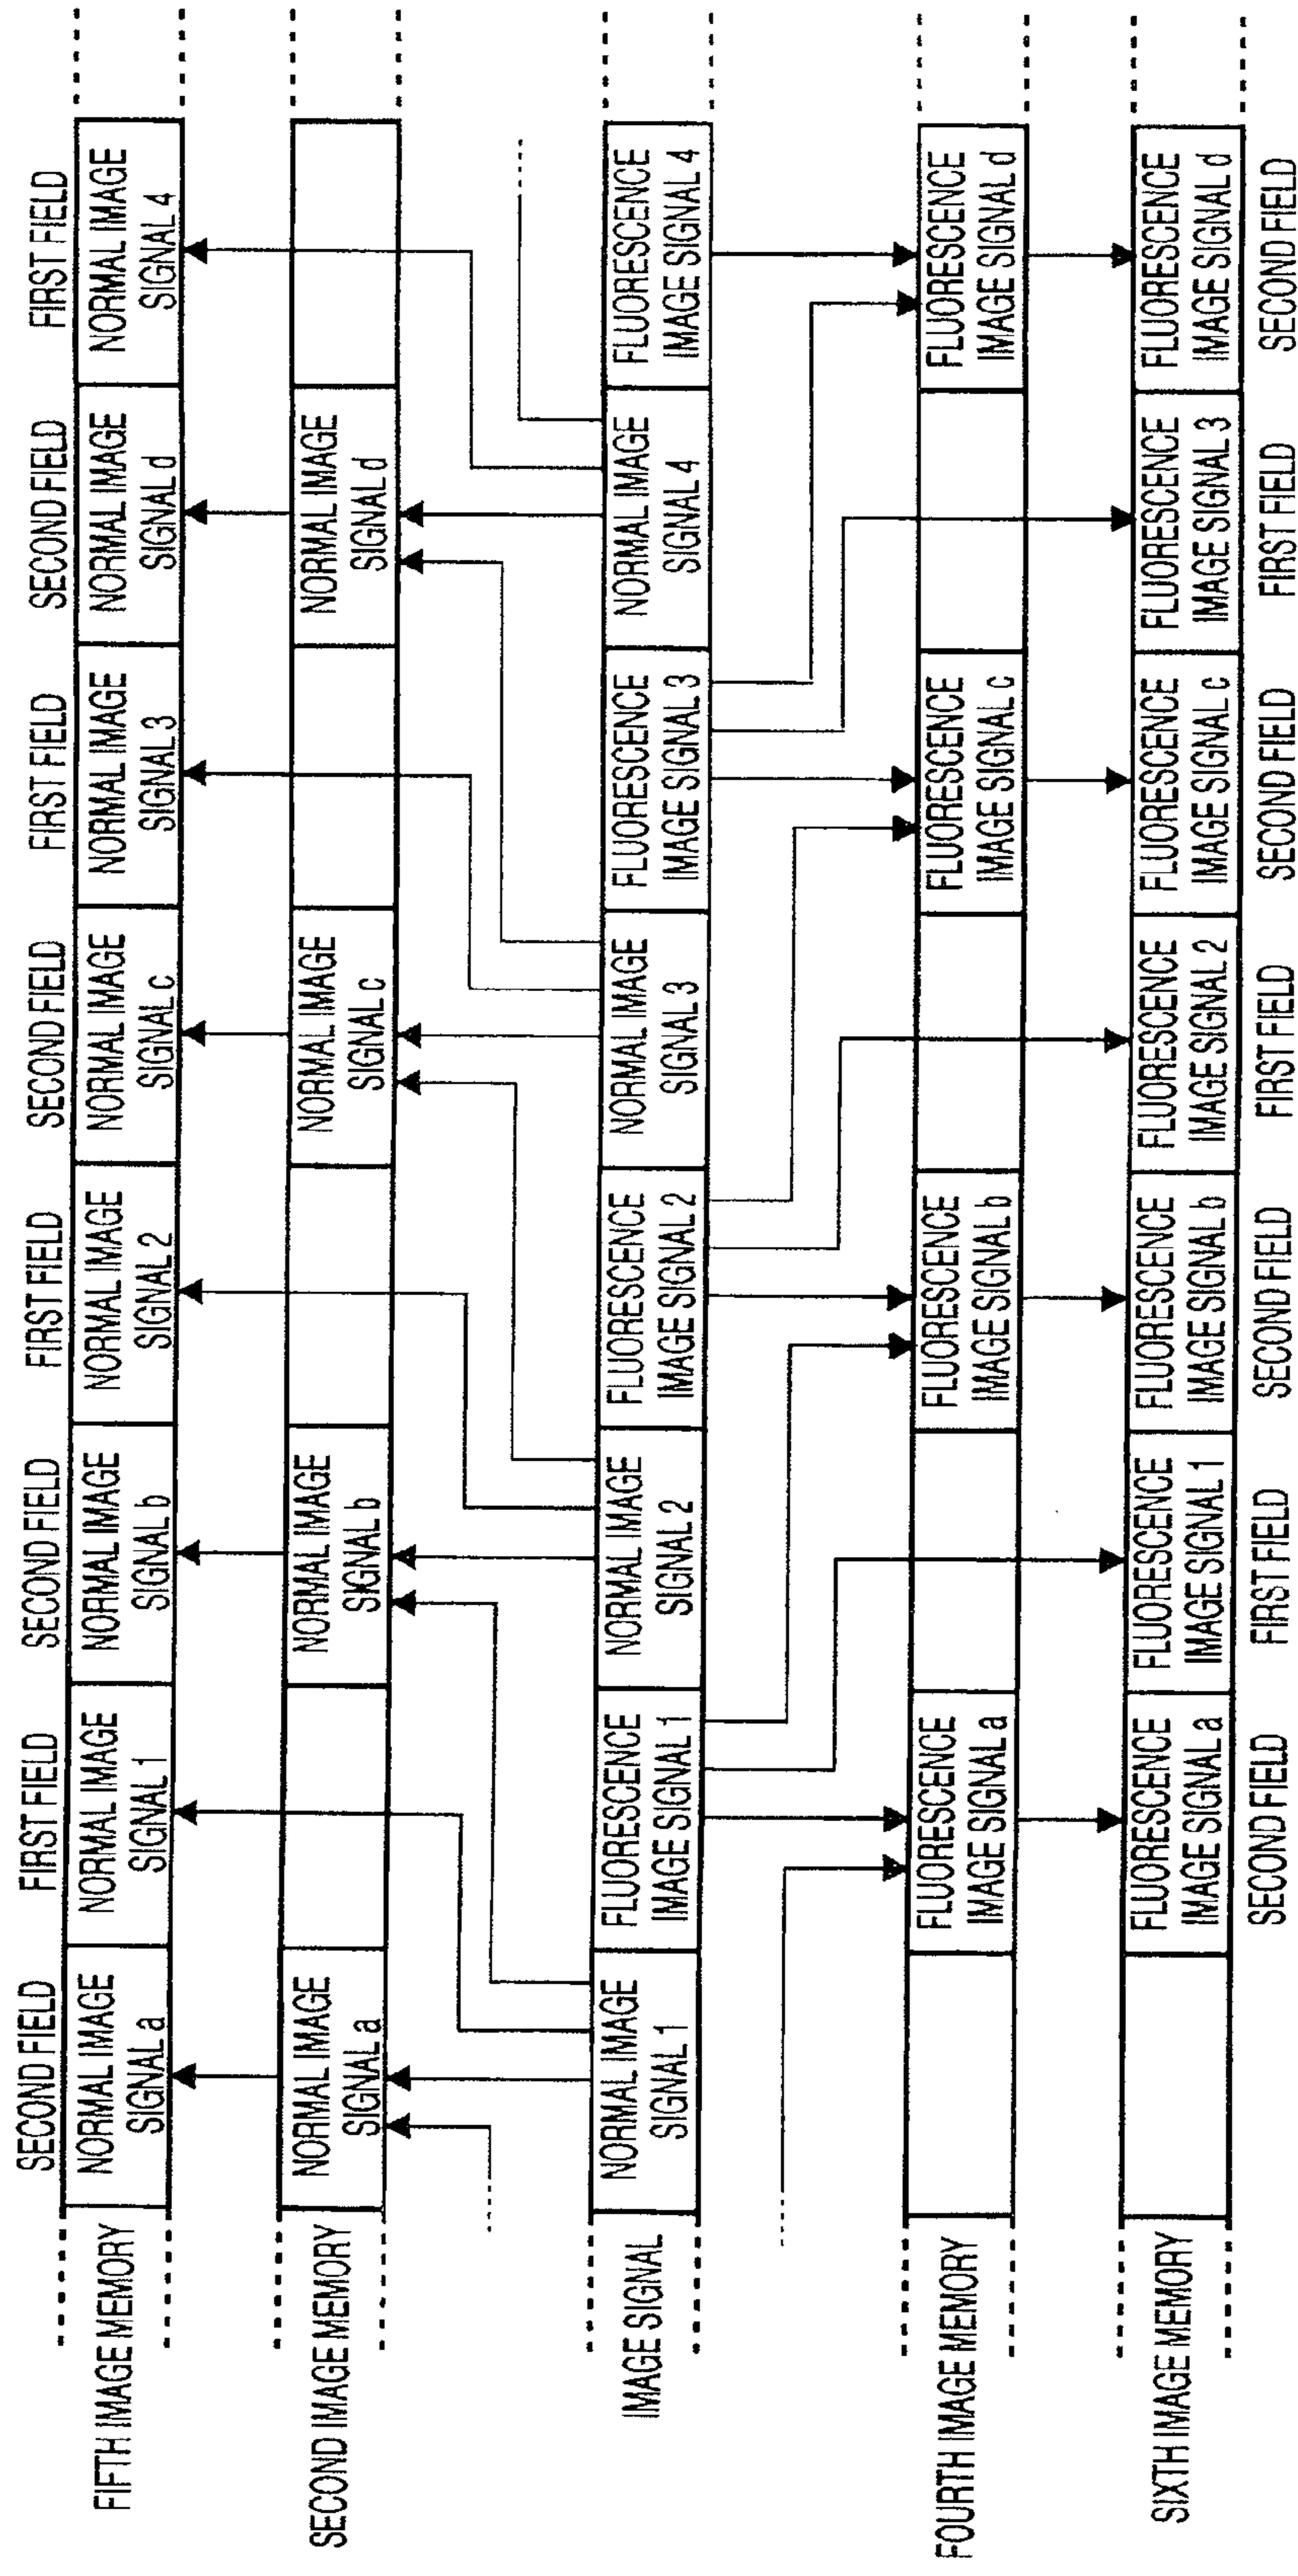 SECOND FIELD
FIRST FIELD
SECOND FIELD
FIRST FIELD
SECOND FIELD
FIRST FIELD
SECOND FIELD
FIRST FIELD
FIFTH IMAGE MEMORY
NORMAL IMAGE
SIGNAL a
NORMAL IMAGE
SIGNAL 1
NORMAL IMAGE
SIGNAL b
NORMAL IMAGE
SIGNAL 2
NORMAL IMAGE
SIGNAL c
NORMAL IMAGE
SIGNAL 3
NORMAL IMAGE
SIGNAL d
NORMAL IMAGE
SIGNAL 4
SECOND IMAGE MEMORY
NORMAL IMAGE
SIGNAL a
NORMAL IMAGE
SIGNAL b
NORMAL IMAGE
SIGNAL c
NORMAL IMAGE
SIGNAL d
IMAGE SIGNAL
NORMAL IMAGE
SIGNAL 1
FLUORESCENCE
IMAGE SIGNAL 1
NORMAL IMAGE
SIGNAL 2
FLUORESCENCE
IMAGE SIGNAL 2
NORMAL IMAGE
SIGNAL 3
FLUORESCENCE
IMAGE SIGNAL 3
NORMAL IMAGE
SIGNAL 4
FLUORESCENCE
IMAGE SIGNAL 4
FOURTH IMAGE MEMORY
FLUORESCENCE
IMAGE SIGNAL a
FLUORESCENCE
IMAGE SIGNAL b
FLUORESCENCE
IMAGE SIGNAL c
FLUORESCENCE
IMAGE SIGNAL d
SIXTH IMAGE MEMORY
FLUORESCENCE
IMAGE SIGNAL a
FLUORESCENCE
IMAGE SIGNAL 1
FLUORESCENCE
IMAGE SIGNAL b
FLUORESCENCE
IMAGE SIGNAL 2
FLUORESCENCE
IMAGE SIGNAL c
FLUORESCENCE
IMAGE SIGNAL 3
FLUORESCENCE
IMAGE SIGNAL d
SECOND FIELD
FIRST FIELD
SECOND FIELD
FIRST FIELD
SECOND FIELD
FIRST FIELD
SECOND FIELD